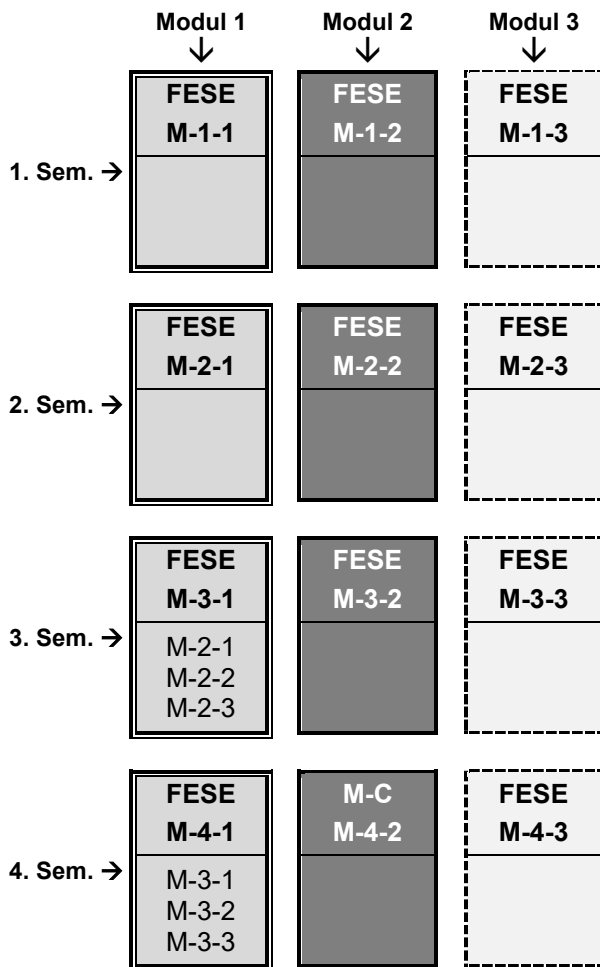 Modul 1 Modul 2 Modul 3
↓ ↓ ↓
FESE FESE FESE
M-1-1 M-1-2 M-1-3
1. Sem. →
FESE FESE FESE
M-2-1 M-2-2 M-2-3
2. Sem. →
FESE FESE FESE
M-3-1 M-3-2 M-3-3
3. Sem. →
M-2-1
M-2-2
M-2-3
FESE M-C FESE
M-4-1 M-4-2 M-4-3
4. Sem. →
M-3-1
M-3-2
M-3-3